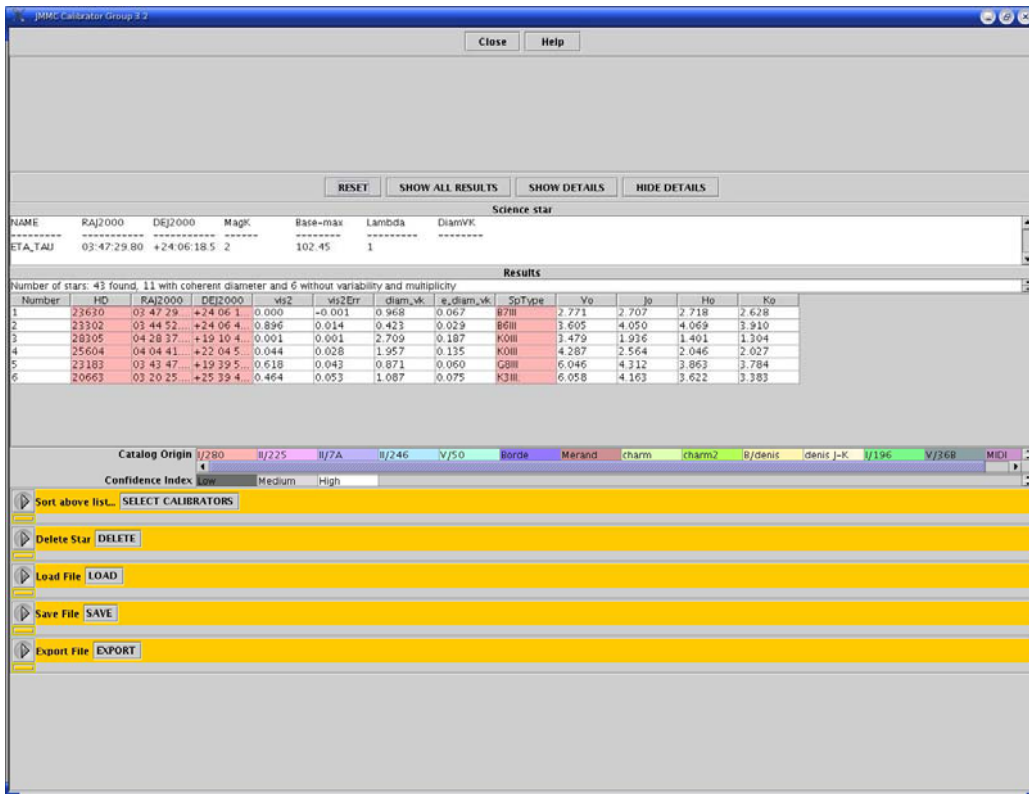 JMMC Calibrator Group 3.2
Close Help
RESET SHOW ALL RESULTS SHOW DETAILS HIDE DETAILS
Science star
NAME RAJ2000 DEJ2000 MagK Base-max Lambda DiamVK
--------- ----------- ----------- ------ -------- --------- --------
ETA_TAU 03:47:29.80 +24:06:18.5 2 102.45 1
Results
Number of stars: 43 found, 11 with coherent diameter and 6 without variability and multiplicity
Number HD RAJ2000 DEJ2000 vis2 vis2Err diam_vk e_diam_vk SpType Vo Jo Ho Ko
1 23630 03 47 29... +24 06 1... 0.000 -0.001 0.968 0.067 B7III 2.771 2.707 2.718 2.628
2 23302 03 44 52... +24 06 4... 0.896 0.014 0.423 0.029 B6III 3.605 4.050 4.069 3.910
3 28305 04 28 37... +19 10 4... 0.001 0.001 2.709 0.187 K0III 3.479 1.936 1.401 1.304
4 25604 04 04 41... +22 04 5... 0.044 0.028 1.957 0.135 K0III 4.287 2.564 2.046 2.027
5 23183 03 43 47... +19 39 5... 0.618 0.043 0.871 0.060 G8III 6.046 4.312 3.863 3.784
6 20663 03 20 25... +25 39 4... 0.464 0.053 1.087 0.075 K3III 6.058 4.163 3.622 3.383
Catalog Origin I/280 II/225 II/7A II/246 V/50 Borde Merand charm charm2 B/denis denis J-K I/196 V/36B MIDI
Confidence Index Low Medium High
Sort above list... SELECT CALIBRATORS
Delete Star DELETE
Load File LOAD
Save File SAVE
Export File EXPORT